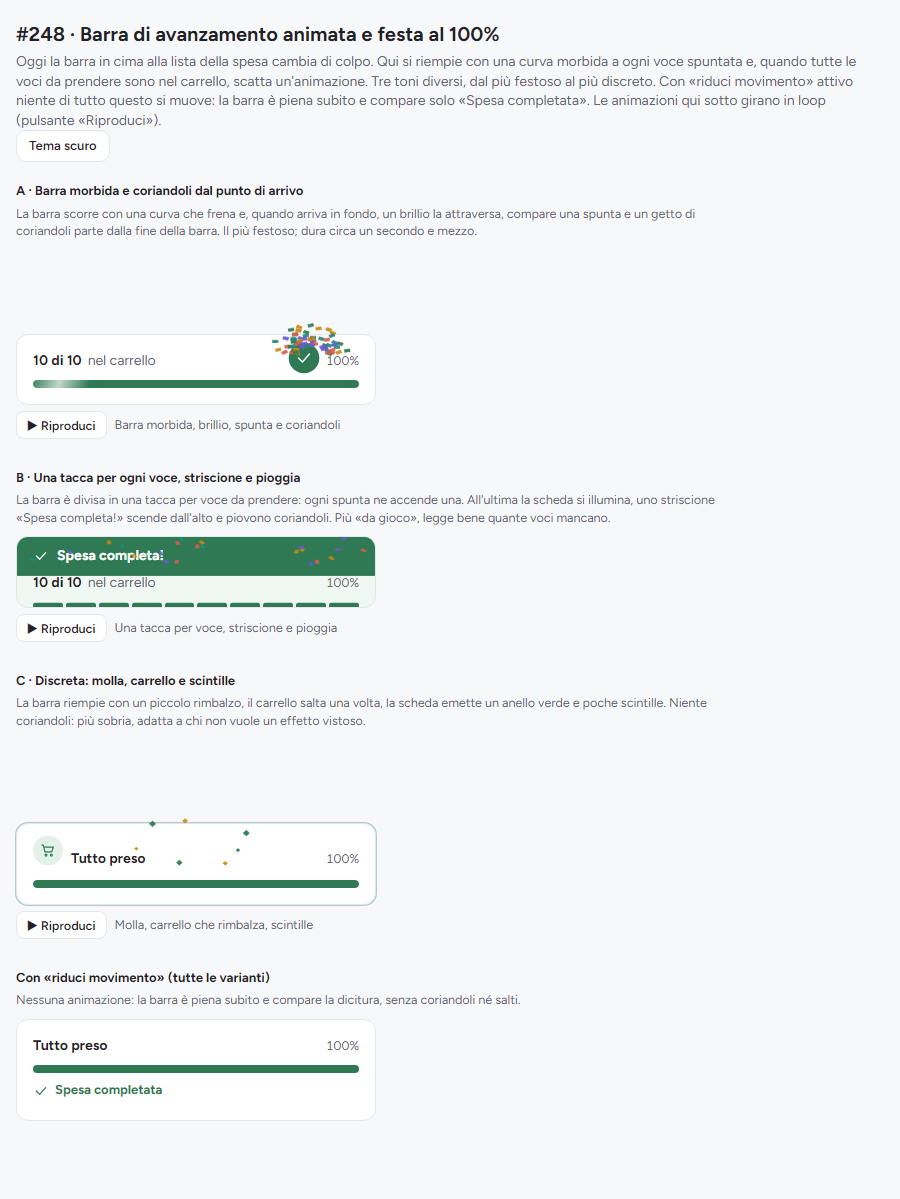 #248 · Barra di avanzamento animata e festa al 100%
Oggi la barra in cima alla lista della spesa cambia di colpo. Qui si riempie con una curva morbida a ogni voce spuntata e, quando tutte le
voci da prendere sono nel carrello, scatta un'animazione. Tre toni diversi, dal più festoso al più discreto. Con «riduci movimento» attivo
niente di tutto questo si muove: la barra è piena subito e compare solo «Spesa completata». Le animazioni qui sotto girano in loop
(pulsante «Riproduci»).
Tema scuro
A · Barra morbida e coriandoli dal punto di arrivo
La barra scorre con una curva che frena e, quando arriva in fondo, un brillio la attraversa, compare una spunta e un getto di
coriandoli parte dalla fine della barra. Il più festoso; dura circa un secondo e mezzo.
10 di 10 nel carrello 100%
▶ Riproduci Barra morbida, brillio, spunta e coriandoli
B · Una tacca per ogni voce, striscione e pioggia
La barra è divisa in una tacca per voce da prendere: ogni spunta ne accende una. All'ultima la scheda si illumina, uno striscione
«Spesa completa!» scende dall'alto e piovono coriandoli. Più «da gioco», legge bene quante voci mancano.
Spesa completa!
10 di 10 nel carrello 100%
▶ Riproduci Una tacca per voce, striscione e pioggia
C · Discreta: molla, carrello e scintille
La barra riempie con un piccolo rimbalzo, il carrello salta una volta, la scheda emette un anello verde e poche scintille. Niente
coriandoli: più sobria, adatta a chi non vuole un effetto vistoso.
Tutto preso 100%
▶ Riproduci Molla, carrello che rimbalza, scintille
Con «riduci movimento» (tutte le varianti)
Nessuna animazione: la barra è piena subito e compare la dicitura, senza coriandoli né salti.
Tutto preso 100%
Spesa completata